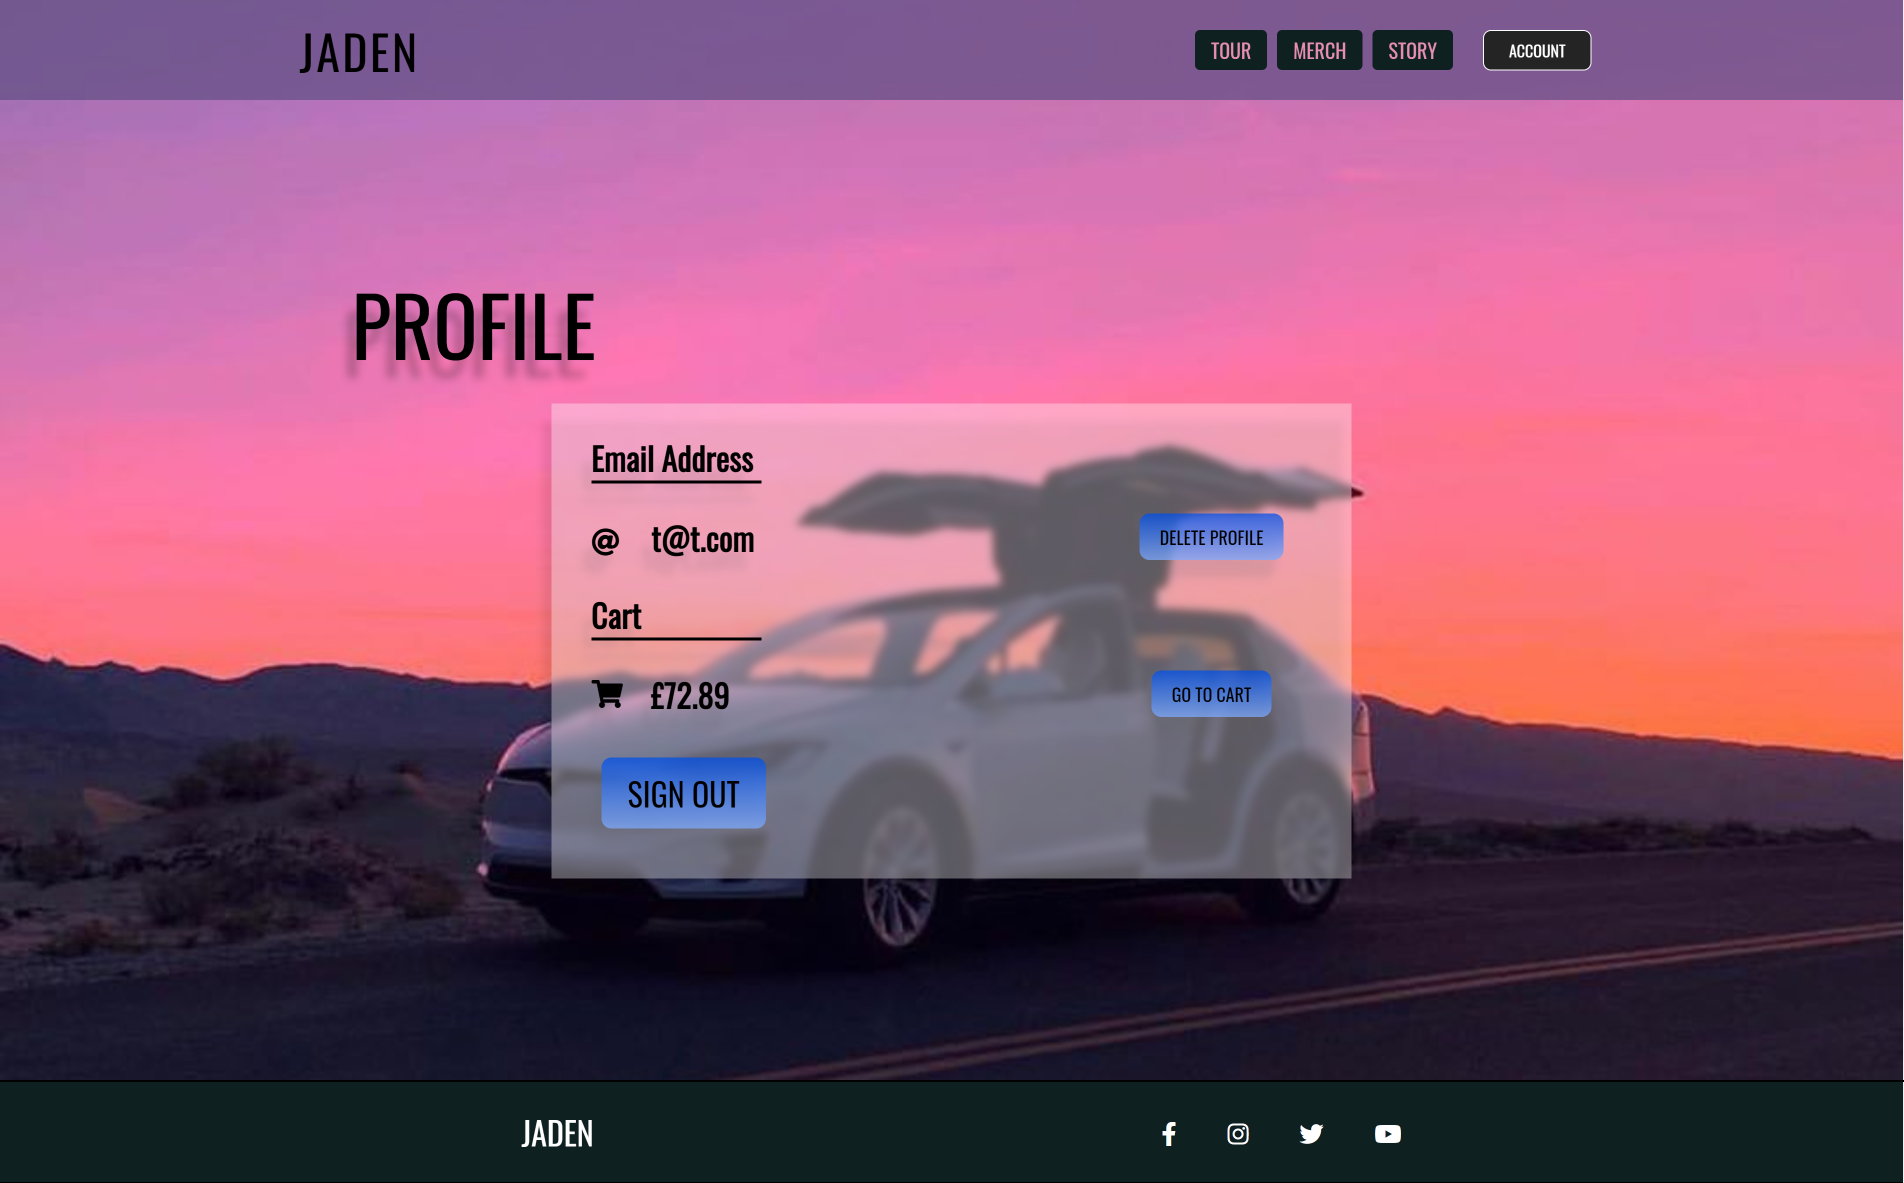 JADEN
TOUR MERCH STORY ACCOUNT
PROFILE
Email Address
@ t@t.com DELETE PROFILE
Cart
£72.89 GO TO CART
SIGN OUT
JADEN